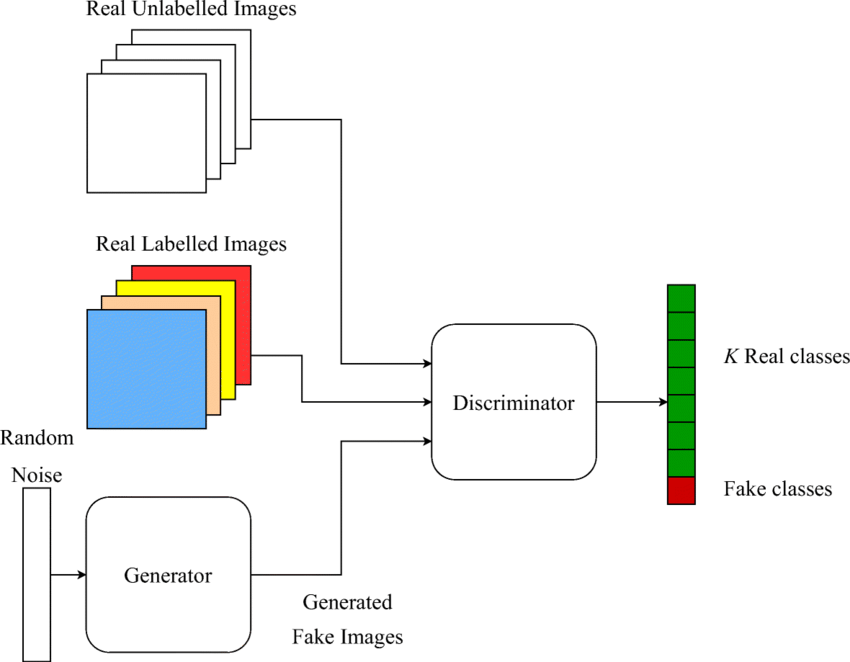 Real Unlabelled Images
Real Labelled Images
Random
Noise
Generator
Generated
Fake Images
Discriminator
K Real classes
Fake classes